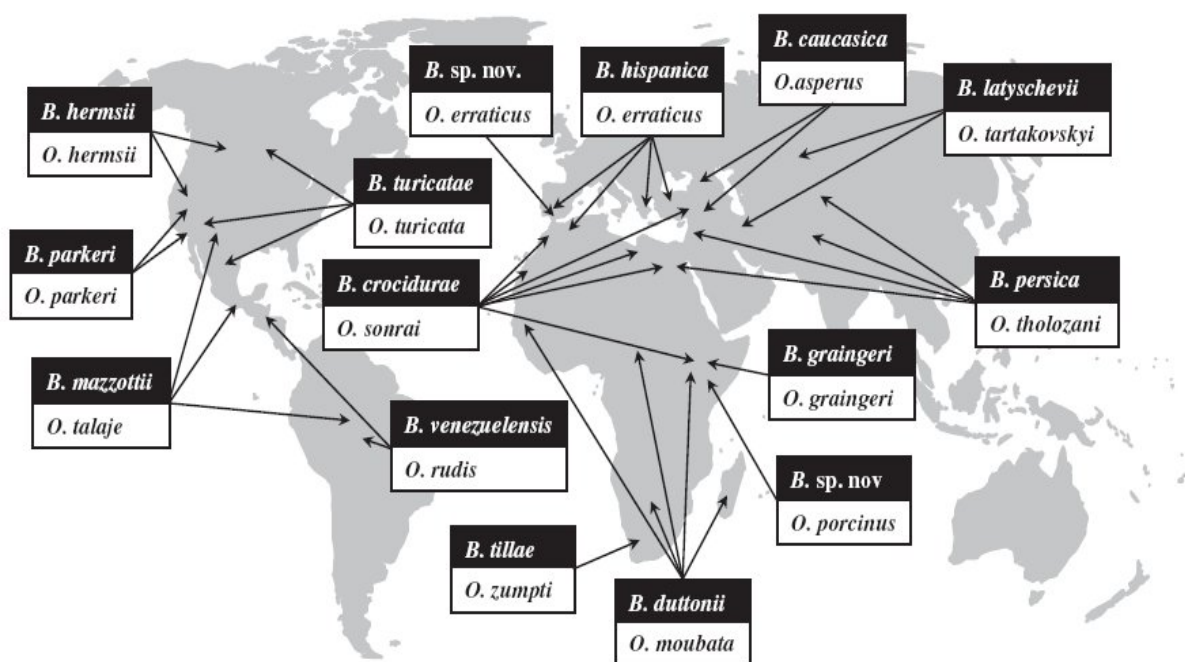 B. caucasica
O.asperus
B. sp. nov.
O. erraticus
B. hispanica
O. erraticus
B. latyschevii
O. tartakovskyi
B. hermsii
O. hermsii
B. turicatae
O. turicata
B. parkeri
O. parkeri
B. crocidurae
O. sonrai
B. persica
O. tholozani
B. mazzottii
O. talaje
B. graingeri
O. graingeri
B. venezuelensis
O. rudis
B. sp. nov
O. porcinus
B. tillae
O. zumpti
B. duttonii
O. moubata